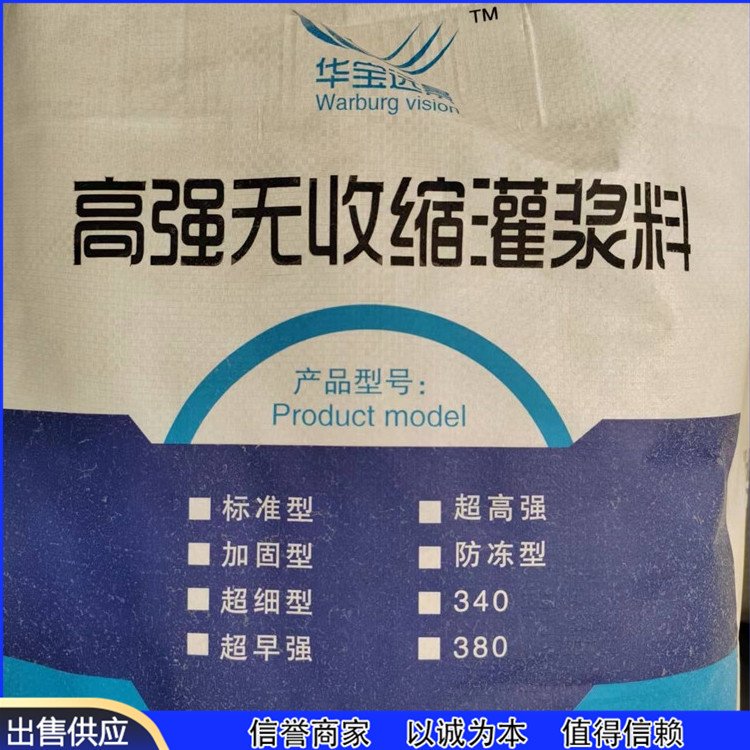 TM
华宝远景
Warburg vision
高强无收缩灌浆料
产品型号：
Product model
标准型
超高强
加固型
防冻型
超细型
340
超早强
380
出售供应
信誉商家 以诚为本 值得信赖